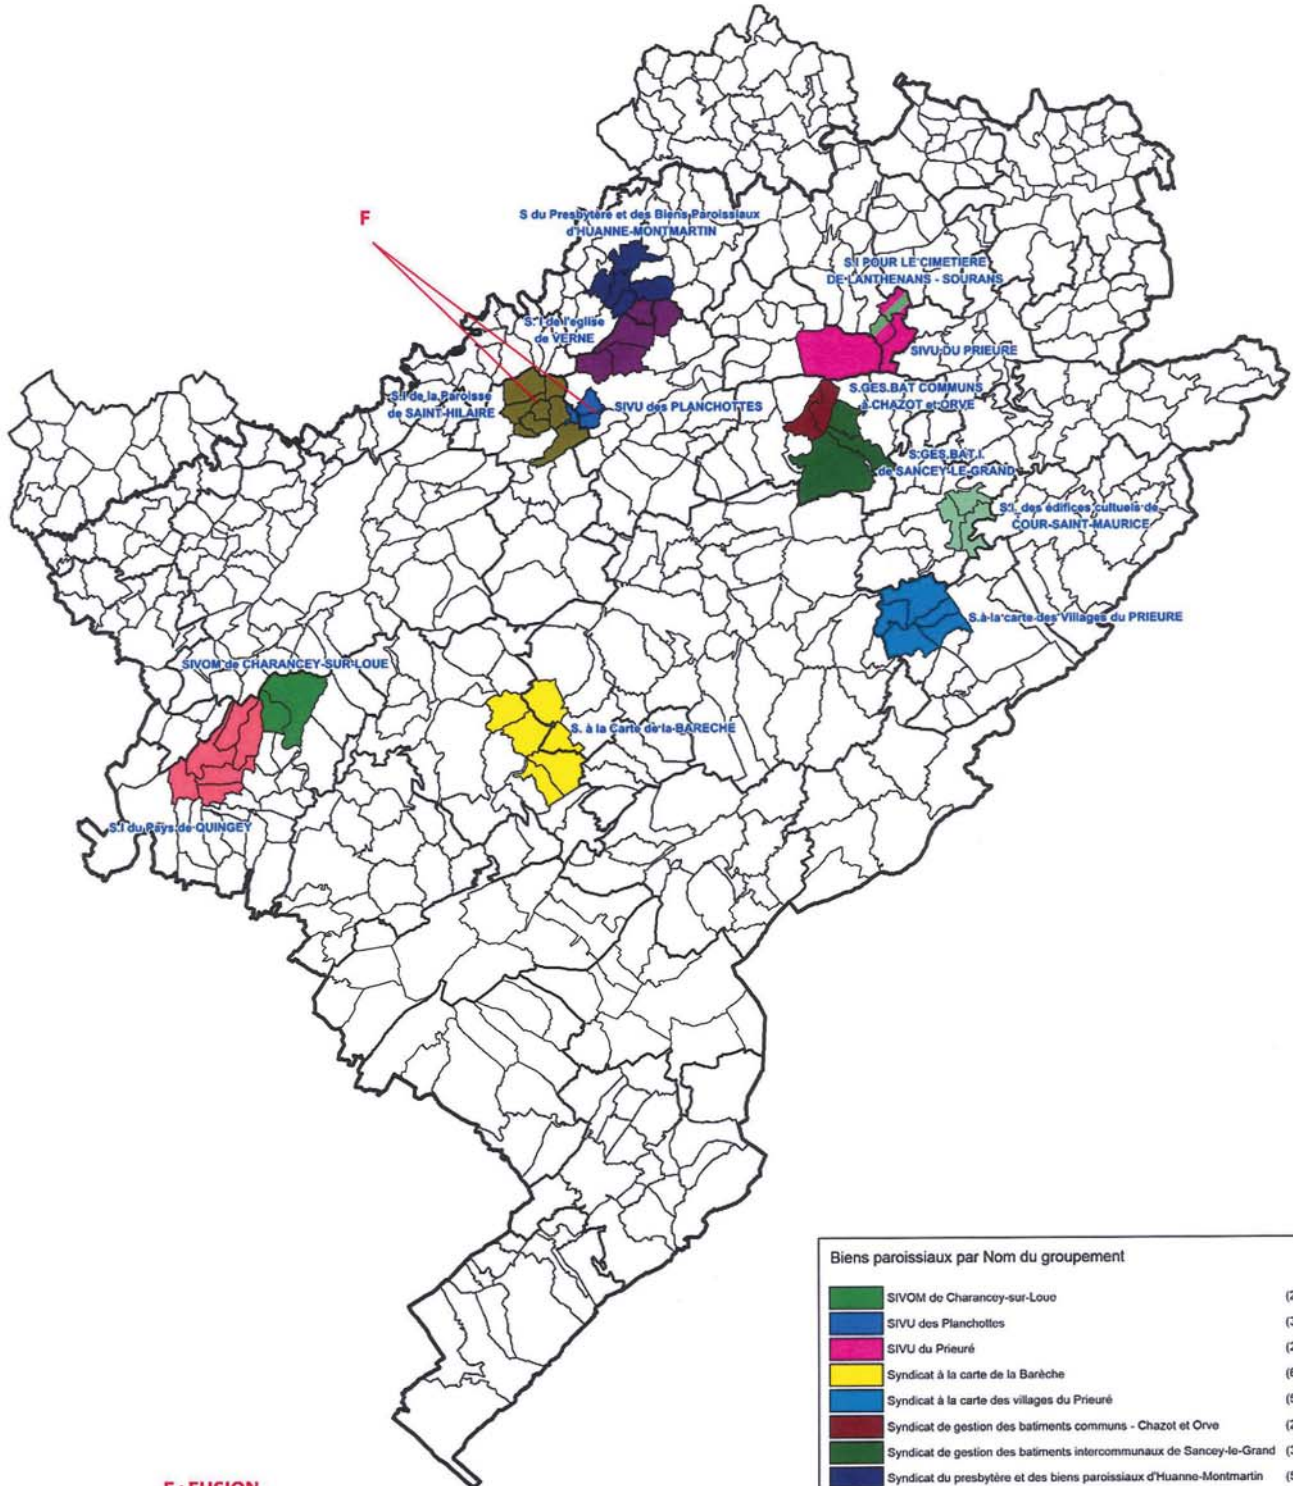 F
S du Presbytère et des Biens Paroissiaux
d'HUANNE-MONTMARTIN
S.I POUR LE CIMETIERE
DE LANTHENANS - SOURANS
S. I de l'eglise
de VERNE
SIVU DU PRIEURE
S.I de la Paroisse
de SAINT-HILAIRE
SIVU des PLANCHOTTES
S.GES.BAT COMMUNS
à CHAZOT et ORVE
S.GES.BAT.I.
de SANCEY-LE-GRAND
S.I. des édifices cultuels de
COUR-SAINT-MAURICE
S.à la carte des Villages du PRIEURE
SIVOM de CHARANCEY-SUR-LOUE
S. à la Carte de la BARECHE
S.I du Pays de QUINGEY
Biens paroissiaux par Nom du groupement
SIVOM de Charancey-sur-Loue
SIVU des Planchottes
SIVU du Prieuré
Syndicat à la carte de la Barèche
Syndicat à la carte des villages du Prieuré
Syndicat de gestion des batiments communs - Chazot et Orve
Syndicat de gestion des batiments intercommunaux de Sancey-le-Grand
Syndicat du presbytère et des biens paroissiaux d'Huanne-Montmartin